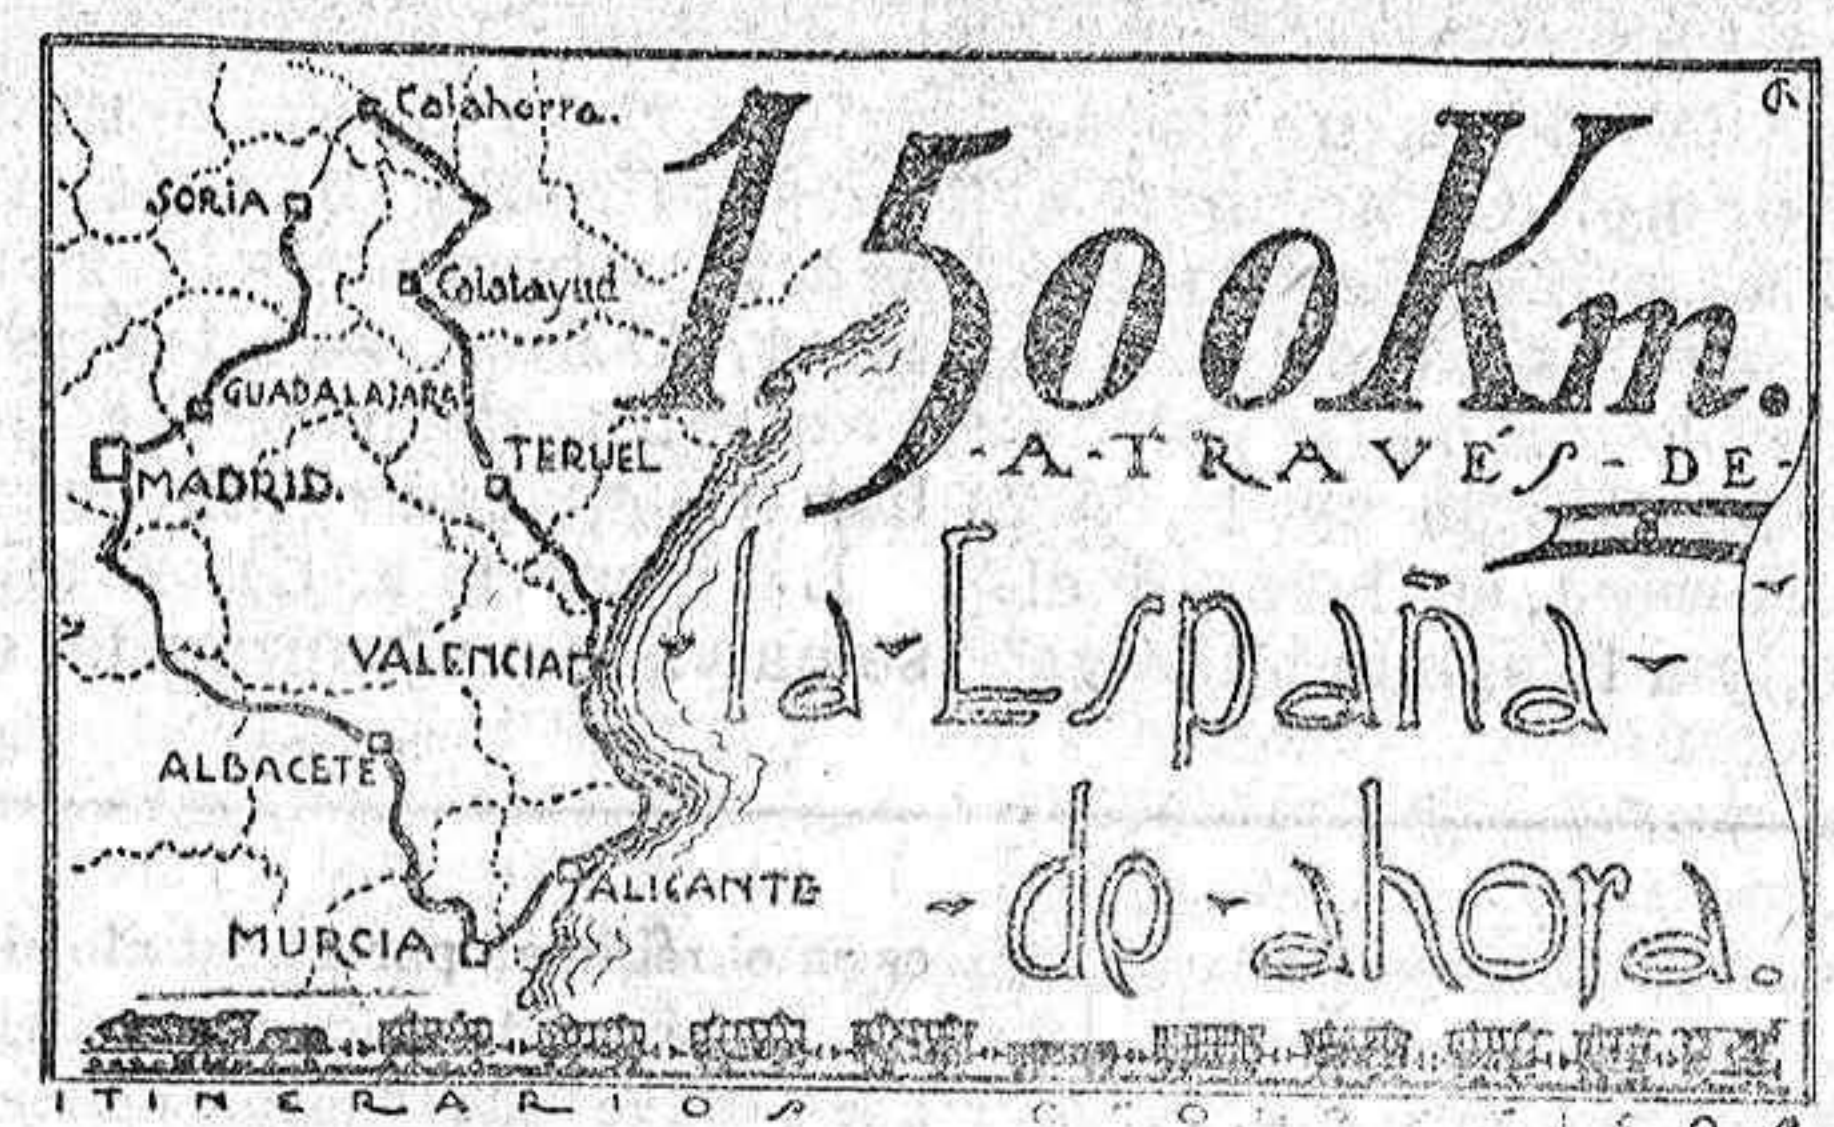 Calahorra.
SORIA
Calatayud
GUADALAJARA
MADRID.
TERUEL
VALENCIA
ALBACETE
ALICANTE
MURCIA
1500Km.
-A-TRAVÉS-DE-
la-España-
-de-ahora.
ITINERARIOS